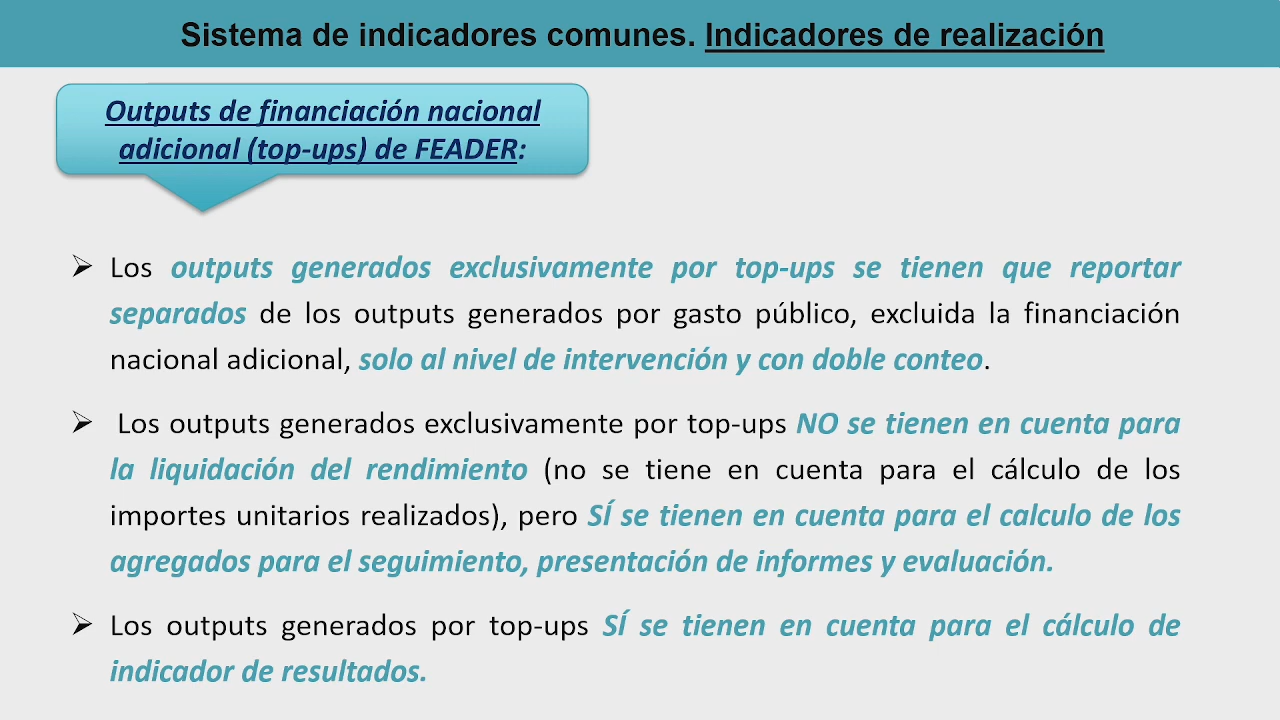 Sistema de indicadores comunes. Indicadores de realización
Outputs de financiación nacional
adicional (top-ups) de FEADER:
Los outputs generados exclusivamente por top-ups se tienen que reportar
separados de los outputs generados por gasto público, excluida la financiación
nacional adicional, solo al nivel de intervención y con doble conteo.
Los outputs generados exclusivamente por top-ups NO se tienen en cuenta para
la liquidación del rendimiento (no se tiene en cuenta para el cálculo de los
importes unitarios realizados), pero SÍ se tienen en cuenta para el calculo de los
agregados para el seguimiento, presentación de informes y evaluación.
Los outputs generados por top-ups SÍ se tienen en cuenta para el cálculo de
indicador de resultados.